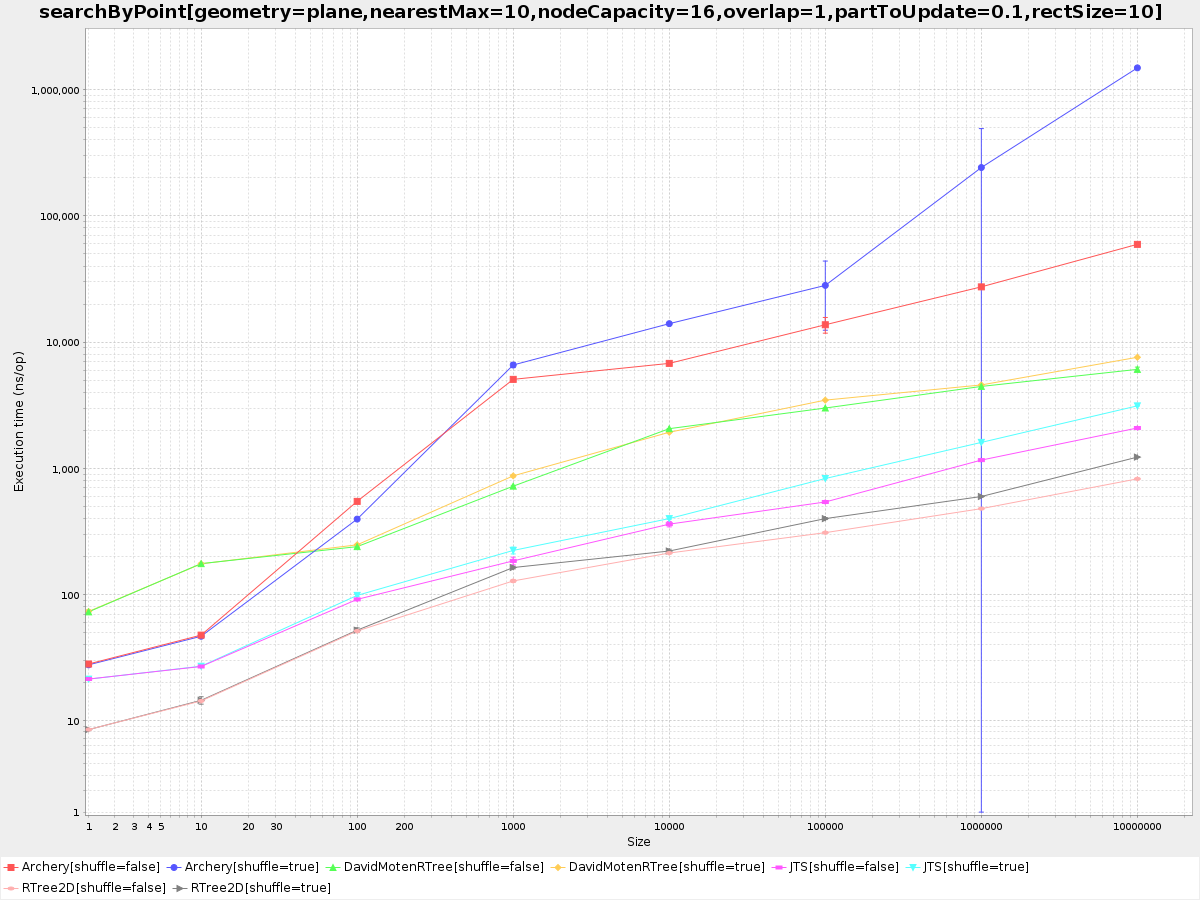 searchByPoint[geometry=plane,nearestMax=10,nodeCapacity=16,overlap=1,partToUpdate=0.1,rectSize=10]
Execution time (ns/op)
1,000,000
100,000
10,000
1,000
100
10
1
1 2 3 4 5 10 20 30 100 200 1000 10000 100000 1000000 10000000
Size
Archery[shuffle=false] Archery[shuffle=true] DavidMotenRTree[shuffle=false] DavidMotenRTree[shuffle=true] JTS[shuffle=false] JTS[shuffle=true]
RTree2D[shuffle=false] RTree2D[shuffle=true]